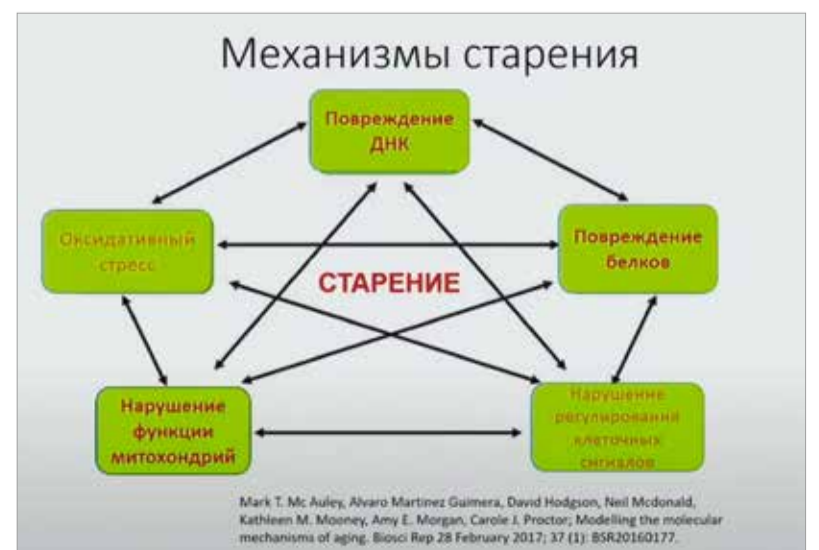 Механизмы старения
Повреждение
ДНК
Оксидативный
стресс
Повреждение
белков
СТАРЕНИЕ
Нарушение
функции
митохондрий
Нарушение
регулирования
клеточных
сигналов
Mark T. Mc Auley, Alvaro Martinez Guimera, David Hodgson, Neil Mcdonald,
Kathleen M. Mooney, Amy E. Morgan, Carole J. Proctor; Modelling the molecular
mechanisms of aging. Biosci Rep 28 February 2017; 37 (1): BSR20160177.